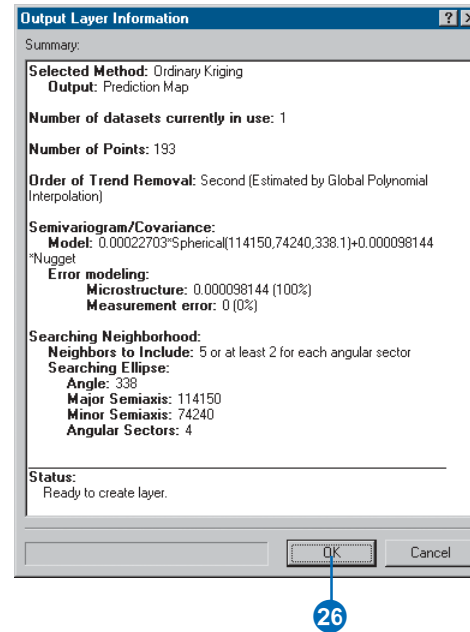 Output Layer Information
Summary:
Selected Method: Ordinary Kriging
Output: Prediction Map
Number of datasets currently in use: 1
Number of Points: 193
Order of Trend Removal: Second (Estimated by Global Polynomial
Interpolation)
Semivariogram/Covariance:
Model: 0.00022703*Spherical(114150,74240,338.1)+0.000098144
*Nugget
Error modeling:
Microstructure: 0.000098144 (100%)
Measurement error: 0 (0%)
Searching Neighborhood:
Neighbors to Include: 5 or at least 2 for each angular sector
Searching Ellipse:
Angle: 338
Major Semiaxis: 114150
Minor Semiaxis: 74240
Angular Sectors: 4
Status:
Ready to create layer.
OK Cancel
26